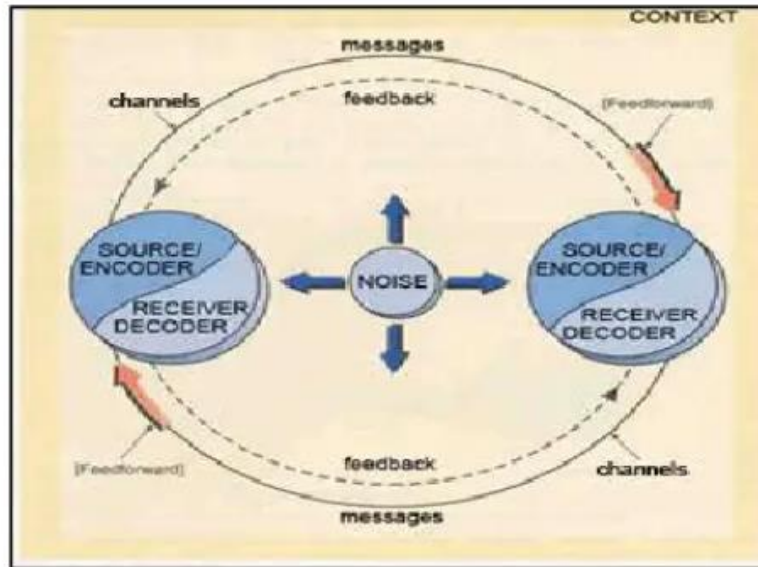 CONTEXT
messages
channels
feedback
[Feedforward]
SOURCE/
ENCODER
RECEIVER
DECODER
NOISE
SOURCE/
ENCODER
RECEIVER
DECODER
[Feedforward]
feedback
channels
messages